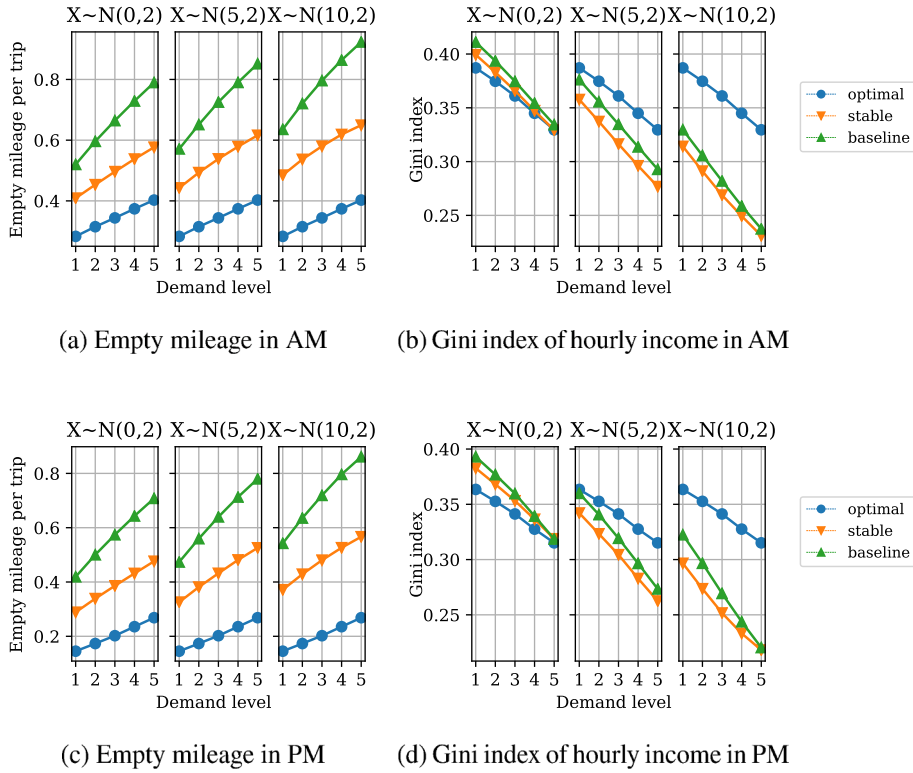 X~N(0,2) X~N(5,2) X~N(10,2)
Empty mileage per trip
0.8
0.6
0.4
1 2 3 4 5 1 2 3 4 5 1 2 3 4 5
Demand level
(a) Empty mileage in AM
X~N(0,2) X~N(5,2) X~N(10,2)
Gini index
0.40
0.35
0.30
0.25
1 2 3 4 5 1 2 3 4 5 1 2 3 4 5
Demand level
(b) Gini index of hourly income in AM
optimal
stable
baseline
X~N(0,2) X~N(5,2) X~N(10,2)
Empty mileage per trip
0.8
0.6
0.4
0.2
1 2 3 4 5 1 2 3 4 5 1 2 3 4 5
Demand level
(c) Empty mileage in PM
X~N(0,2) X~N(5,2) X~N(10,2)
Gini index
0.40
0.35
0.30
0.25
1 2 3 4 5 1 2 3 4 5 1 2 3 4 5
Demand level
(d) Gini index of hourly income in PM
optimal
stable
baseline